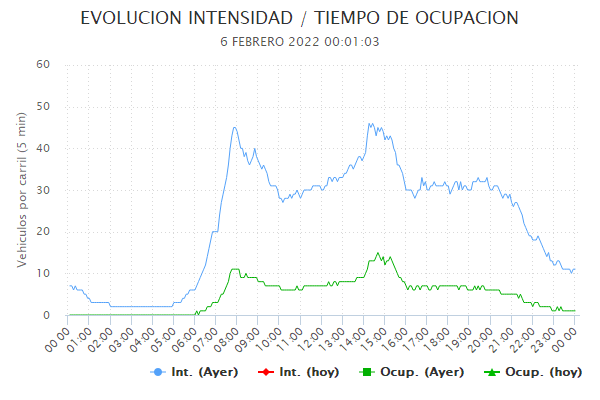 EVOLUCION INTENSIDAD / TIEMPO DE OCUPACION
6 FEBRERO 2022 00:01:03
Vehiculos por carril (5 min)
60
50
40
30
20
10
0
00:00 01:00 02:00 03:00 04:00 05:00 06:00 07:00 08:00 09:00 10:00 11:00 12:00 13:00 14:00 15:00 16:00 17:00 18:00 19:00 20:00 21:00 22:00 23:00 00:00
Int. (Ayer) Int. (hoy) Ocup. (Ayer) Ocup. (hoy)